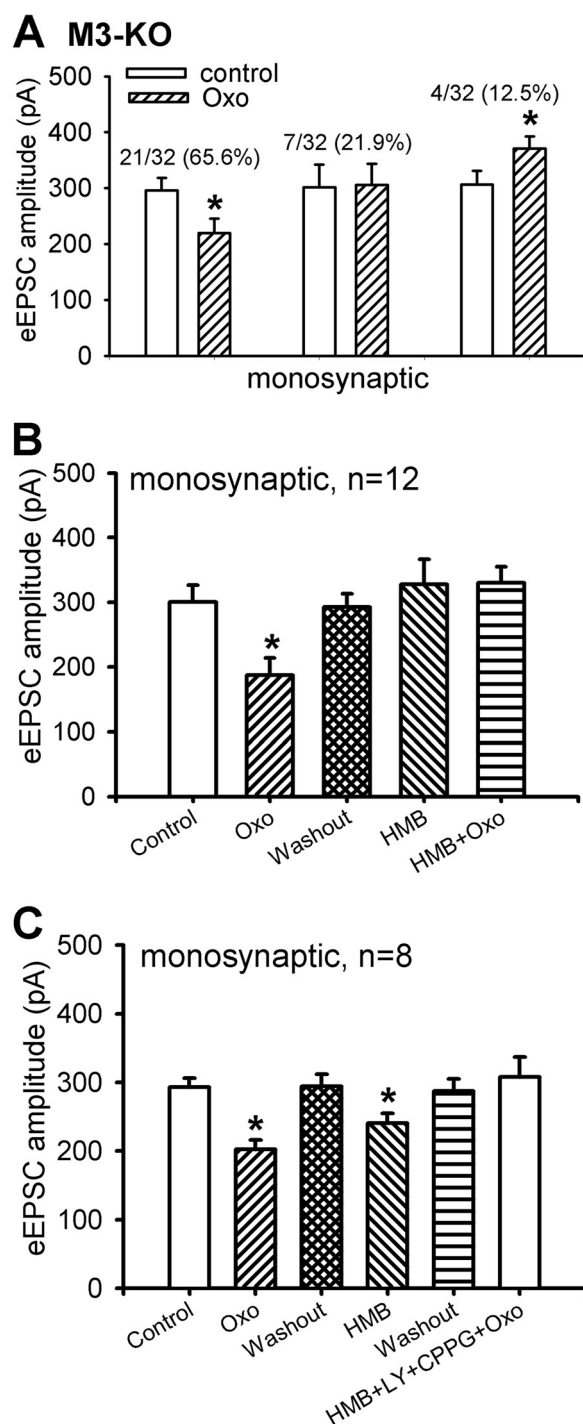 A M3-KO
control
Oxo
21/32 (65.6%)
7/32 (21.9%)
4/32 (12.5%)
*
*
eEPSC amplitude (pA)
500
400
300
200
100
0
monosynaptic
B
monosynaptic, n=12
eEPSC amplitude (pA)
500
400
300
200
100
0
*
Control
Oxo
Washout
HMB
HMB+Oxo
C
monosynaptic, n=8
eEPSC amplitude (pA)
500
400
300
200
100
0
*
*
Control
Oxo
Washout
HMB
Washout
HMB+LY+CPPG+Oxo